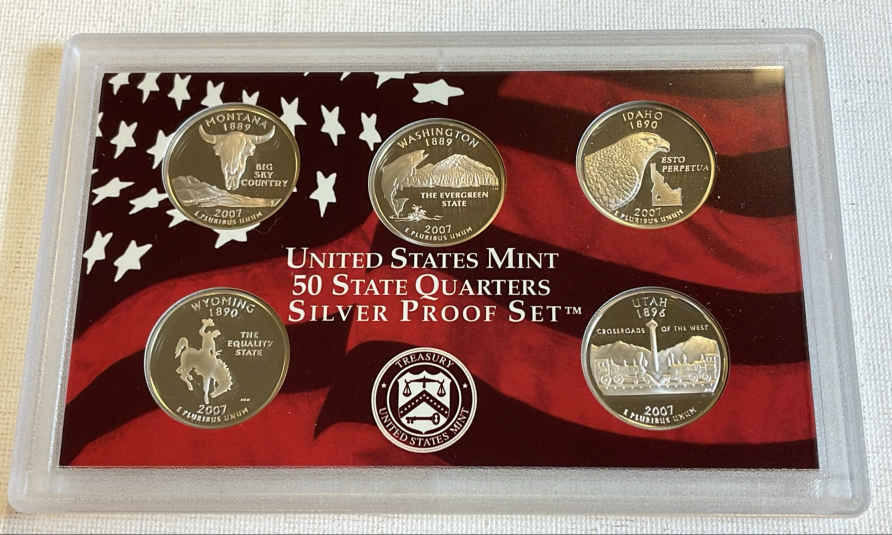 MONTANA
1889
BIG
SKY
COUNTRY
2007
E PLURIBUS UNUM
WASHINGTON
1889
THE EVERGREEN
STATE
2007
E PLURIBUS UNUM
IDAHO
1890
ESTO
PERPETUA
2007
E PLURIBUS UNUM
UNITED STATES MINT
50 STATE QUARTERS
SILVER PROOF SET™
WYOMING
1890
THE
EQUALITY
STATE
2007
E PLURIBUS UNUM
TREASURY
UNITED STATES MINT
UTAH
1896
CROSSROADS OF THE WEST
2007
E PLURIBUS UNUM